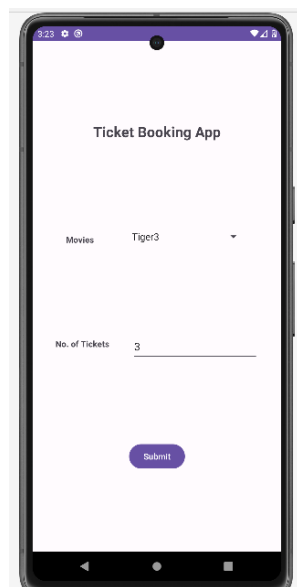 3:23
Ticket Booking App
Movies Tiger3
No. of Tickets 3
Submit